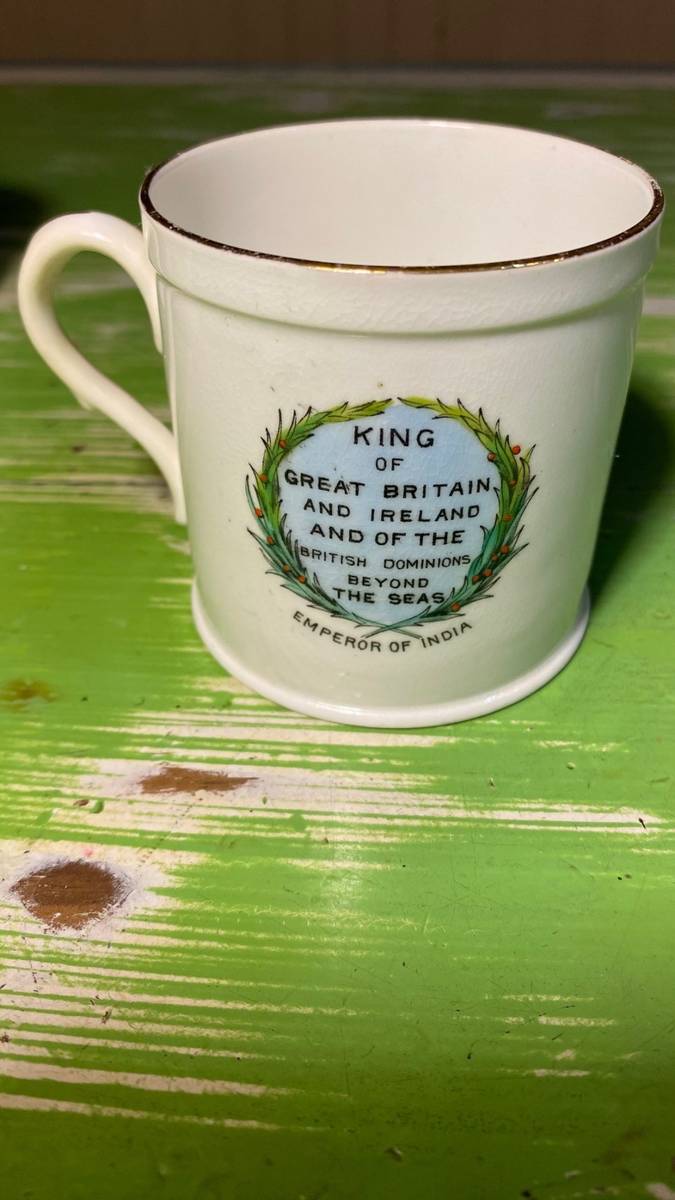 KING
OF
GREAT BRITAIN
AND IRELAND
AND OF THE
BRITISH DOMINIONS
BEYOND
THE SEAS
EMPEROR OF INDIA